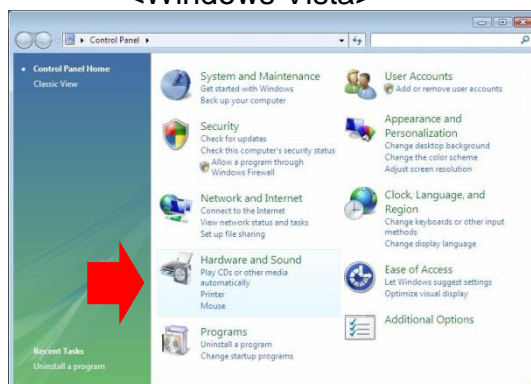 <Windows Vista>
Control Panel
Control Panel Home
Classic View
System and Maintenance
Get started with Windows
Back up your computer
Security
Check for updates
Check this computer's security status
Allow a program through
Windows Firewall
Network and Internet
Connect to the Internet
View network status and tasks
Set up file sharing
Hardware and Sound
Play CDs or other media
automatically
Printer
Mouse
Programs
Uninstall a program
Change startup programs
User Accounts
Add or remove user accounts
Appearance and
Personalization
Change desktop background
Change the color scheme
Adjust screen resolution
Clock, Language, and
Region
Change keyboards or other input
methods
Change display language
Ease of Access
Let Windows suggest settings
Optimize visual display
Additional Options
Recent Tasks
Uninstall a program